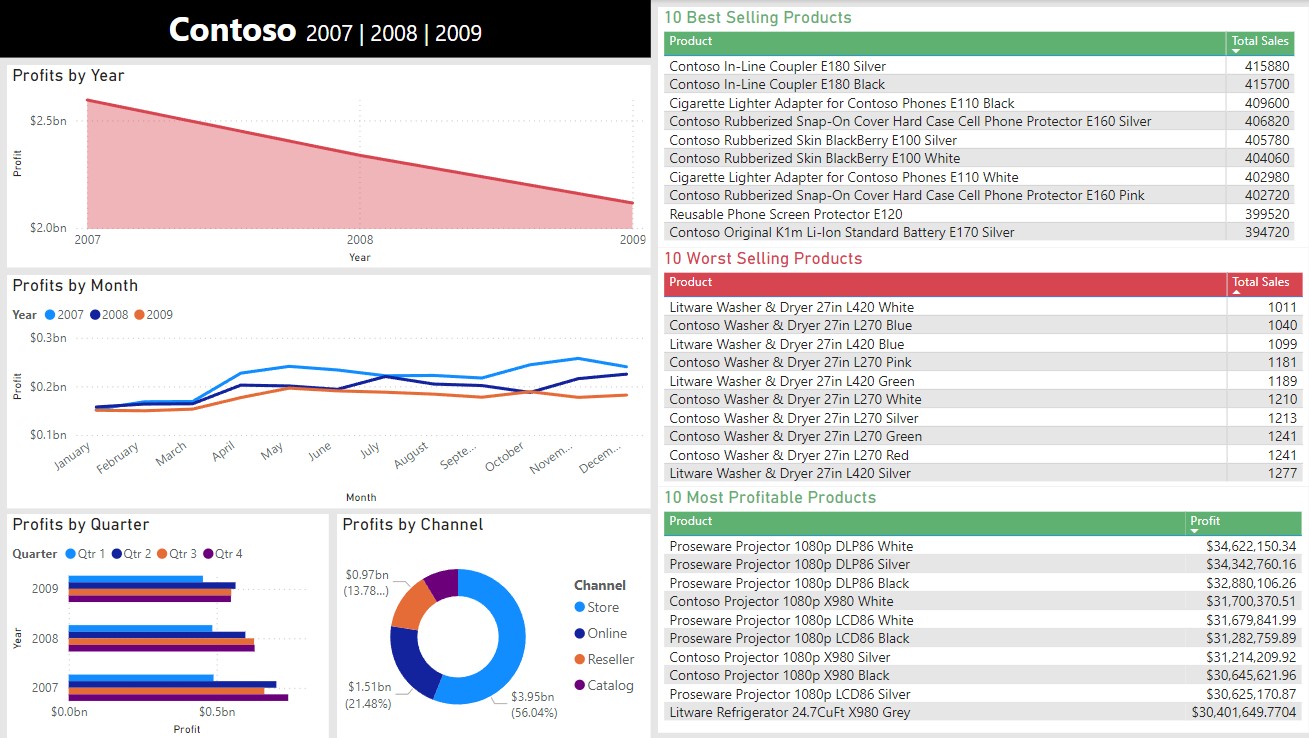 Contoso 2007 | 2008 | 2009
Profits by Year
$2.5bn
$2.0bn
Profit
2007 2008 2009
Year
Profits by Month
Year 2007 2008 2009
$0.3bn
$0.2bn
$0.1bn
Profit
January February March April May June July August Septe... October Novem... Decem...
Month
Profits by Quarter
Quarter Qtr 1 Qtr 2 Qtr 3 Qtr 4
2009
2008
2007
Year
$0.0bn $0.5bn
Profit
Profits by Channel
$0.97bn
(13.78...)
$1.51bn
(21.48%)
$3.95bn
(56.04%)
Channel
Store
Online
Reseller
Catalog
10 Best Selling Products
Product Total Sales
Contoso In-Line Coupler E180 Silver 415880
Contoso In-Line Coupler E180 Black 415700
Cigarette Lighter Adapter for Contoso Phones E110 Black 409600
Contoso Rubberized Snap-On Cover Hard Case Cell Phone Protector E160 Silver 406820
Contoso Rubberized Skin BlackBerry E100 Silver 405780
Contoso Rubberized Skin BlackBerry E100 White 404060
Cigarette Lighter Adapter for Contoso Phones E110 White 402980
Contoso Rubberized Snap-On Cover Hard Case Cell Phone Protector E160 Pink 402720
Reusable Phone Screen Protector E120 399520
Contoso Original K1m Li-Ion Standard Battery E170 Silver 394720
10 Worst Selling Products
Product Total Sales
Litware Washer & Dryer 27in L420 White 1011
Contoso Washer & Dryer 27in L270 Blue 1040
Litware Washer & Dryer 27in L420 Blue 1099
Contoso Washer & Dryer 27in L270 Pink 1181
Litware Washer & Dryer 27in L420 Green 1189
Contoso Washer & Dryer 27in L270 White 1210
Contoso Washer & Dryer 27in L270 Silver 1213
Contoso Washer & Dryer 27in L270 Green 1241
Contoso Washer & Dryer 27in L270 Red 1241
Litware Washer & Dryer 27in L420 Silver 1277
10 Most Profitable Products
Product Profit
Proseware Projector 1080p DLP86 White $34,622,150.34
Proseware Projector 1080p DLP86 Silver $34,342,760.16
Proseware Projector 1080p DLP86 Black $32,880,106.26
Contoso Projector 1080p X980 White $31,700,370.51
Proseware Projector 1080p LCD86 White $31,679,841.99
Proseware Projector 1080p LCD86 Black $31,282,759.89
Contoso Projector 1080p X980 Silver $31,214,209.92
Contoso Projector 1080p X980 Black $30,645,621.96
Proseware Projector 1080p LCD86 Silver $30,625,170.87
Litware Refrigerator 24.7CuFt X980 Grey $30,401,649.7704